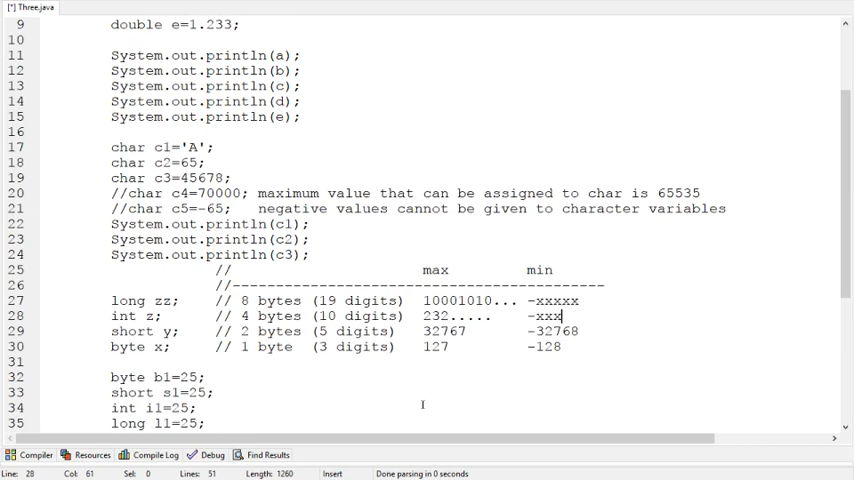 [*] Three.java
9 double e=1.233;
10
11 System.out.println(a);
12 System.out.println(b);
13 System.out.println(c);
14 System.out.println(d);
15 System.out.println(e);
16
17 char c1='A';
18 char c2=65;
19 char c3=45678;
20 //char c4=70000; maximum value that can be assigned to char is 65535
21 //char c5=-65; negative values cannot be given to character variables
22 System.out.println(c1);
23 System.out.println(c2);
24 System.out.println(c3);
25 // max min
26 //-------------------------------------------
27 long zz; // 8 bytes (19 digits) 10001010... -xxxxx
28 int z; // 4 bytes (10 digits) 232..... -xxx
29 short y; // 2 bytes (5 digits) 32767 -32768
30 byte x; // 1 byte (3 digits) 127 -128
31
32 byte b1=25;
33 short s1=25;
34 int i1=25;
35 long l1=25;
Compiler Resources Compile Log Debug Find Results
Line: 28 Col: 61 Sel: 0 Lines: 51 Length: 1260 Insert Done parsing in 0 seconds